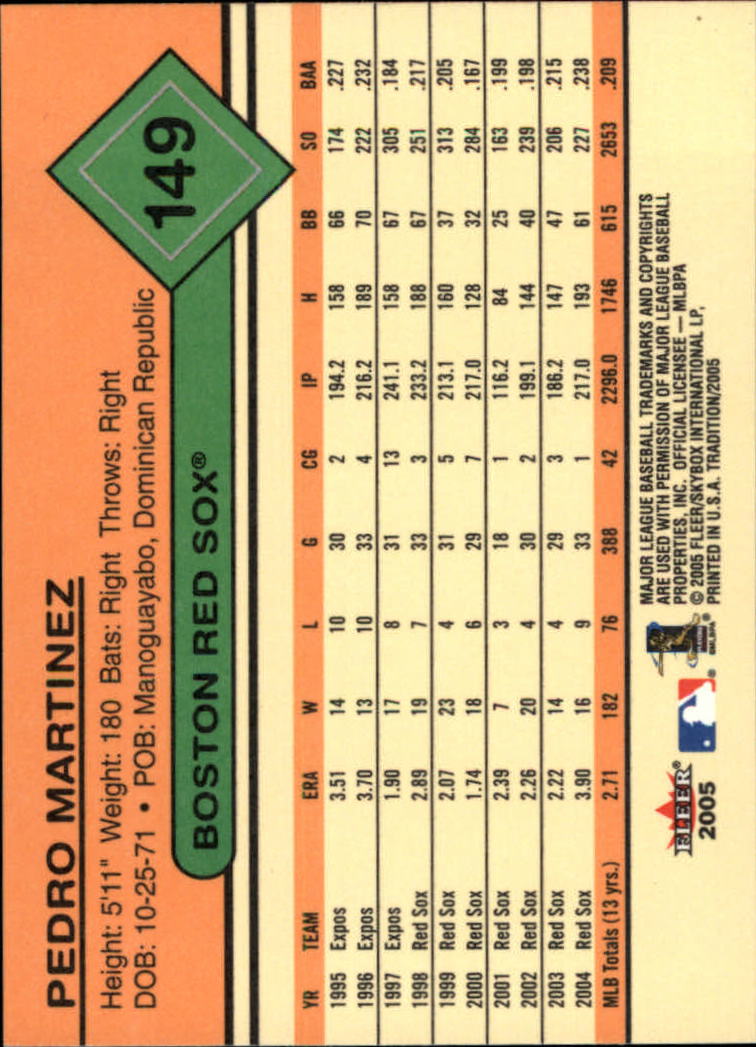 PEDRO MARTINEZ
Height: 5'11" Weight: 180 Bats: Right Throws: Right
DOB: 10-25-71 • POB: Manoguayabo, Dominican Republic
149
BOSTON RED SOX®
YR TEAM ERA W L G CG IP H BB SO BAA
1995 Expos 3.51 14 10 30 2 194.2 158 66 174 .227
1996 Expos 3.70 13 10 33 4 216.2 189 70 222 .232
1997 Expos 1.90 17 8 31 13 241.1 158 67 305 .184
1998 Red Sox 2.89 19 7 33 3 233.2 188 67 251 .217
1999 Red Sox 2.07 23 4 31 5 213.1 160 37 313 .205
2000 Red Sox 1.74 18 6 29 7 217.0 128 32 284 .167
2001 Red Sox 2.39 7 3 18 1 116.2 84 25 163 .199
2002 Red Sox 2.26 20 4 30 2 199.1 144 40 239 .198
2003 Red Sox 2.22 14 4 29 3 186.2 147 47 206 .215
2004 Red Sox 3.90 16 9 33 1 217.0 193 61 227 .238
MLB Totals (13 yrs.) 2.71 182 76 388 42 2296.0 1746 615 2653 .209
FLEER®
2005
®
®MLBPA
MAJOR LEAGUE BASEBALL TRADEMARKS AND COPYRIGHTS
ARE USED WITH PERMISSION OF MAJOR LEAGUE BASEBALL
PROPERTIES, INC. OFFICIAL LICENSEE — MLBPA
© 2005 FLEER/SKYBOX INTERNATIONAL LP,
PRINTED IN U.S.A. TRADITION/2005